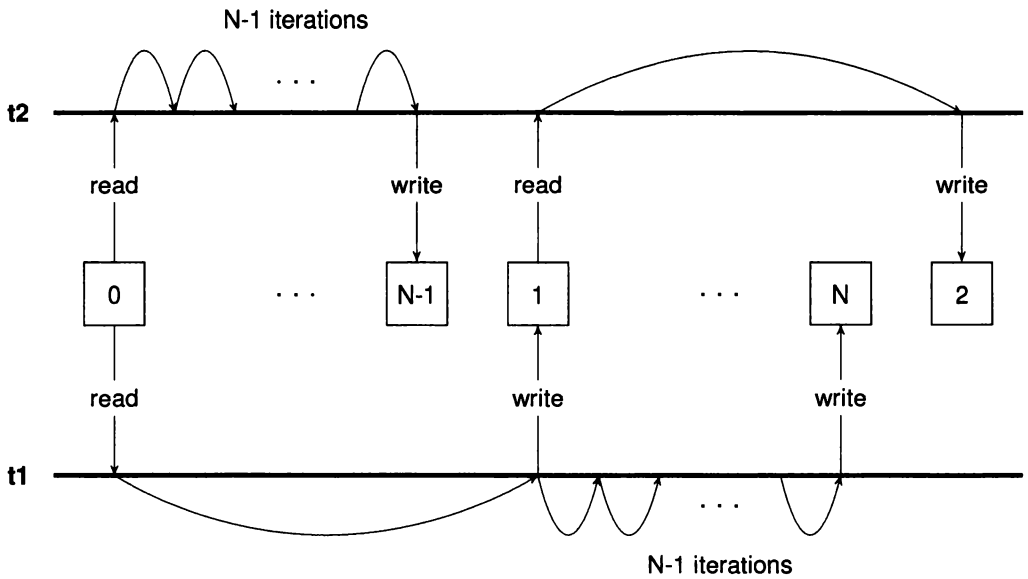 N-1 iterations
. . .
t2
read write read write
0 . . . N-1 1 . . . N 2
read write write
t1
. . .
N-1 iterations